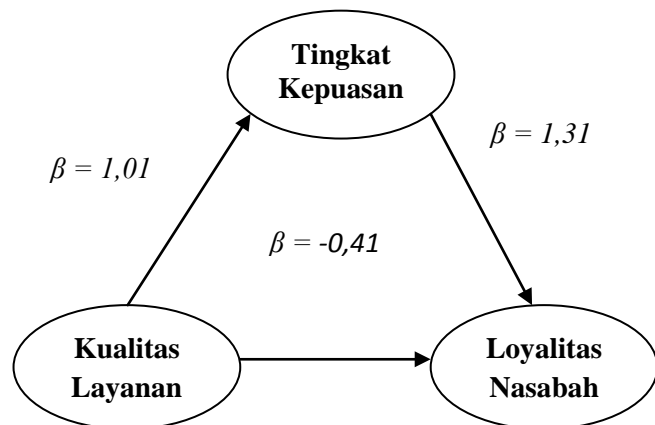 Tingkat
Kepuasan
β = 1,01
β = 1,31
β = -0,41
Kualitas
Layanan
Loyalitas
Nasabah